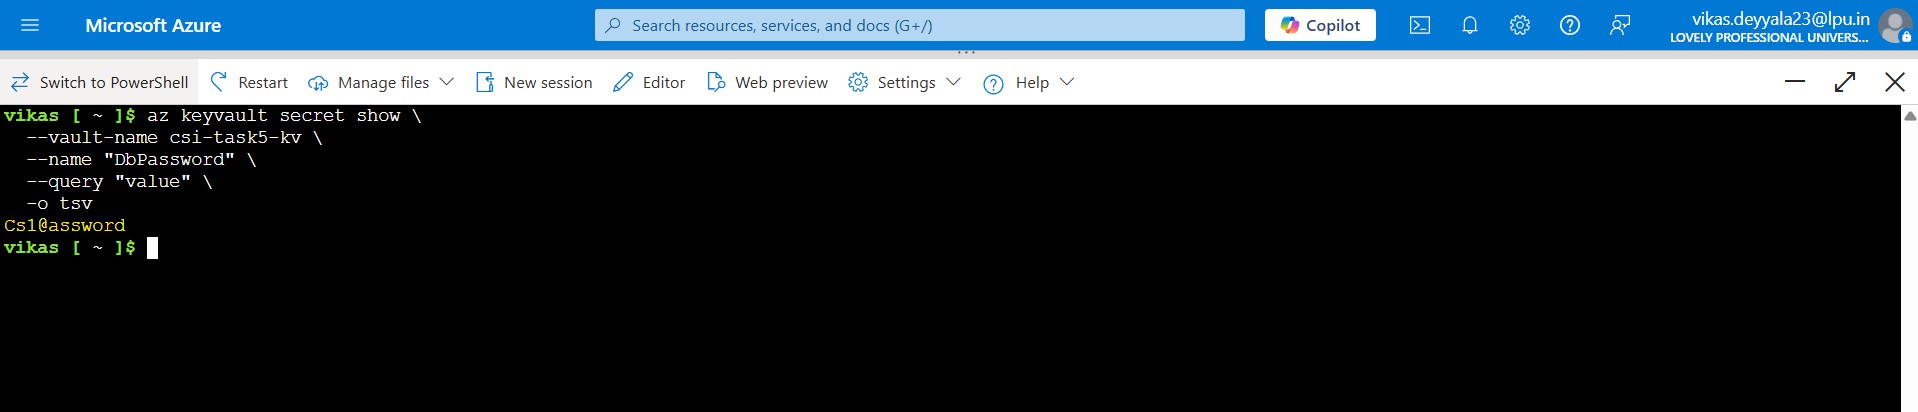 Microsoft Azure
Search resources, services, and docs (G+/)
Copilot
vikas.deyyala23@lpu.in
LOVELY PROFESSIONAL UNIVERS...
Switch to PowerShell Restart Manage files New session Editor Web preview Settings Help
vikas [ ~ ]$ az keyvault secret show \
--vault-name csi-task5-kv \
--name "DbPassword" \
--query "value" \
-o tsv
Cs1@assword
vikas [ ~ ]$